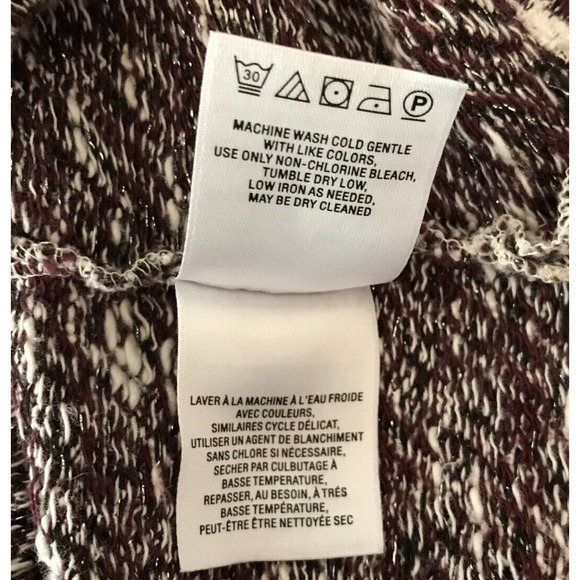 30 P
MACHINE WASH COLD GENTLE
WITH LIKE COLORS,
USE ONLY NON-CHLORINE BLEACH,
TUMBLE DRY LOW,
LOW IRON AS NEEDED,
MAY BE DRY CLEANED
LAVER À LA MACHINE À L'EAU FROIDE
AVEC COULEURS,
SIMILAIRES CYCLE DÉLICAT,
UTILISER UN AGENT DE BLANCHIMENT
SANS CHLORE SI NÉCESSAIRE,
SECHER PAR CULBUTAGE À
BASSE TEMPERATURE,
REPASSER, AU BESOIN, À TRÉS
BASSE TEMPÉRATURE,
PEUT-ÊTRE ÊTRE NETTOYÉE SEC